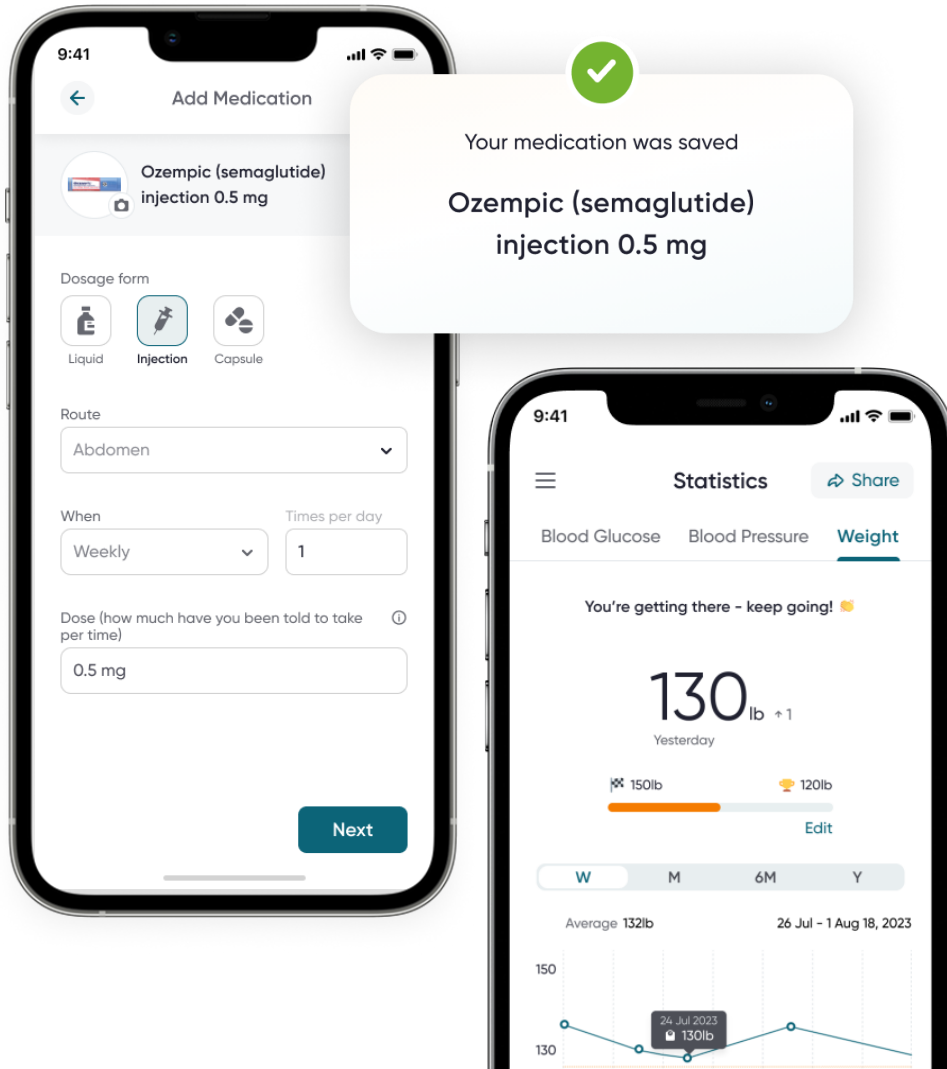 9:41
Add Medication
Ozempic (semaglutide)
injection 0.5 mg
Dosage form
Liquid
Injection
Capsule
Route
Abdomen
When
Times per day
Weekly
1
Dose (how much have you been told to take
per time)
0.5 mg
Next
Your medication was saved
Ozempic (semaglutide)
injection 0.5 mg
9:41
Statistics
Share
Blood Glucose
Blood Pressure
Weight
You're getting there - keep going! 👏
130 lb ↑ 1
Yesterday
150lb
120lb
Edit
W
M
6M
Y
Average 132lb
26 Jul - 1 Aug 18, 2023
150
24 Jul 2023
130lb
130